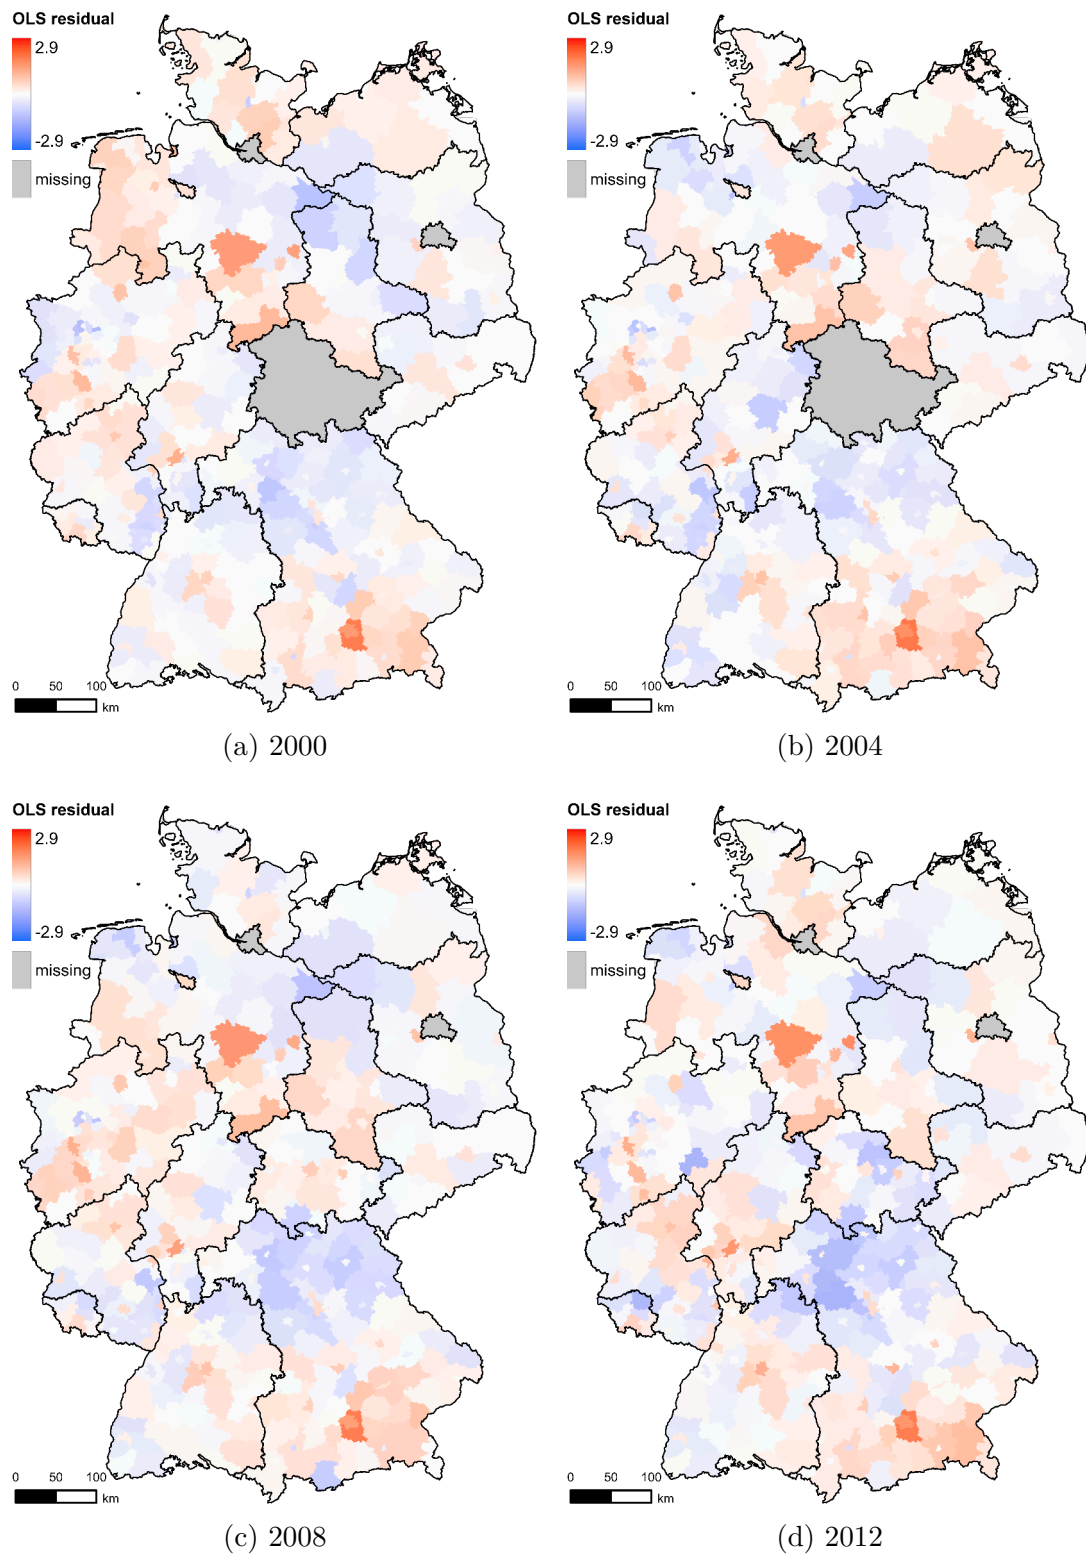 OLS residual
2.9
-2.9
missing
0 50 100
km
(a) 2000
OLS residual
2.9
-2.9
missing
0 50 100
km
(b) 2004
OLS residual
2.9
-2.9
missing
0 50 100
km
(c) 2008
OLS residual
2.9
-2.9
missing
0 50 100
km
(d) 2012